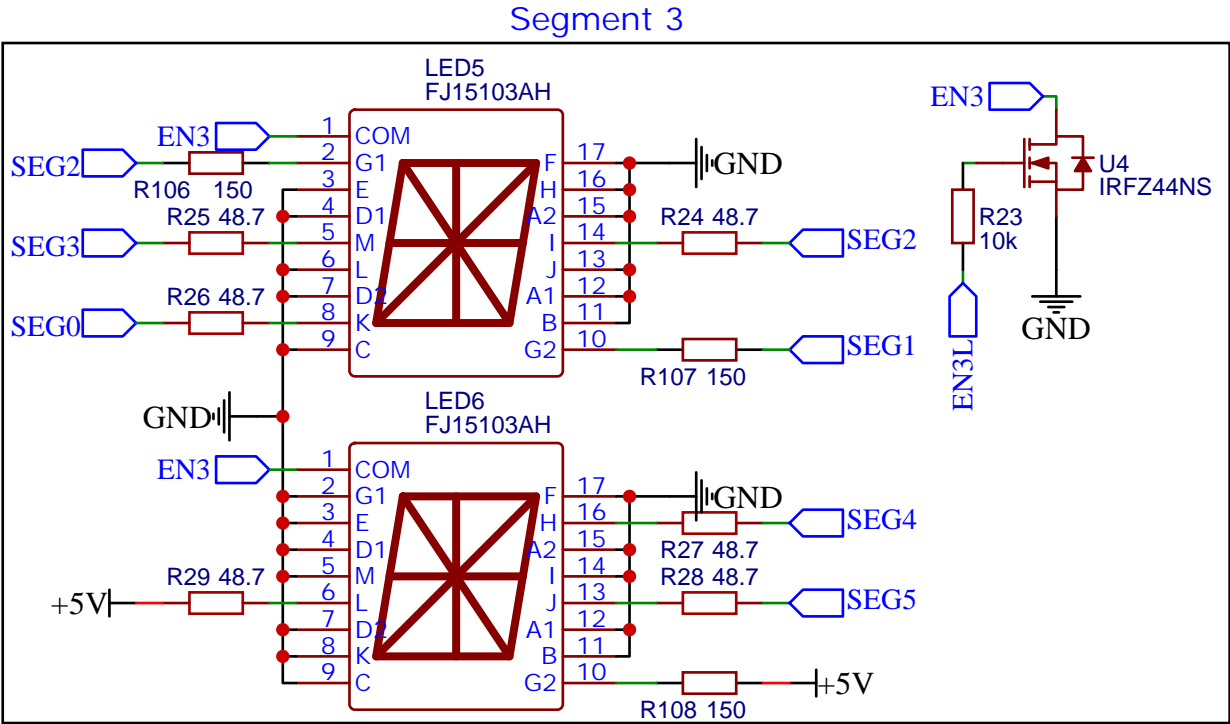 Segment 3
LED5
FJ15103AH
EN3 1 COM
SEG2 R106 150 2 G1 F 17 GND
3 E H 16
R25 48.7 4 D1 A2 15 R24 48.7
SEG3 5 M I 14 SEG2
6 L J 13
R26 48.7 7 D2 A1 12
SEG0 8 K B 11
9 C G2 10 SEG1
R107 150
GND
LED6
FJ15103AH
EN3 1 COM
2 G1 F 17 GND
3 E H 16 SEG4
4 D1 A2 15 R27 48.7
R29 48.7 5 M I 14 R28 48.7
+5V 6 L J 13 SEG5
7 D2 A1 12
8 K B 11
9 C G2 10 +5V
R108 150
EN3
U4
IRFZ44NS
R23
10k
GND
EN3L